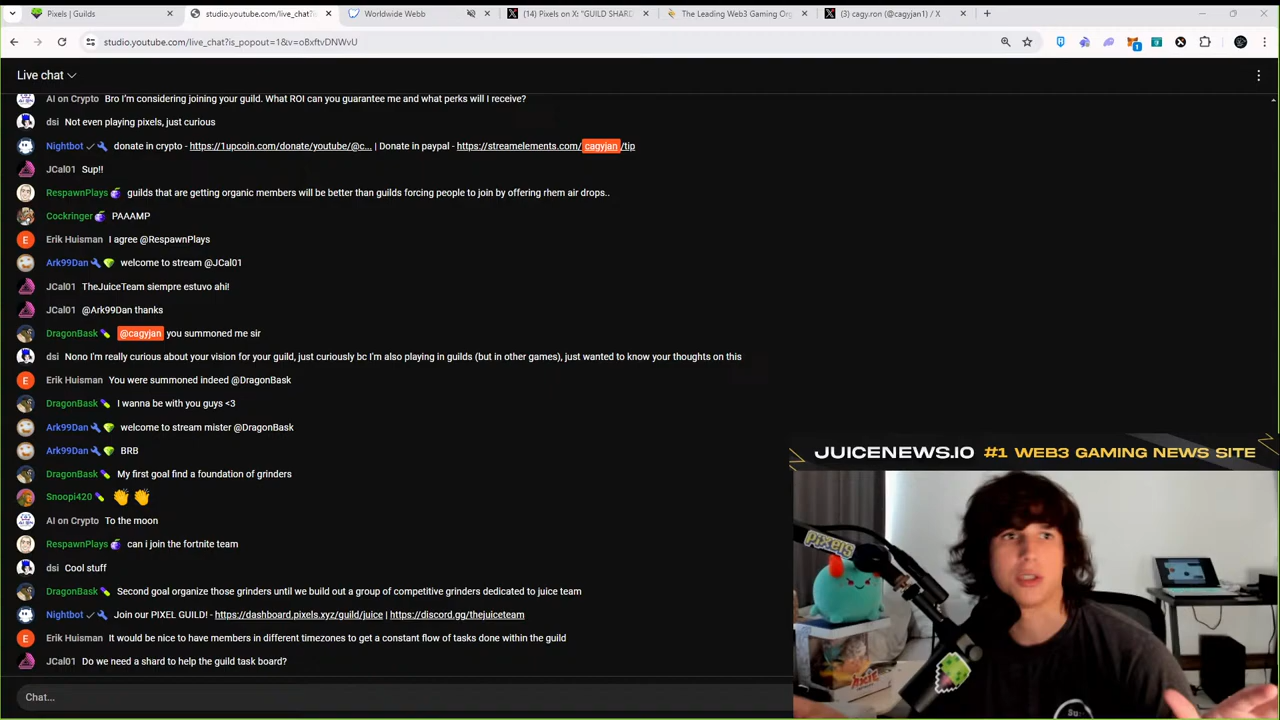 Pixels | Guilds
studio.youtube.com/live_chat?
Worldwide Webb
(14) Pixels on X: "GUILD SHAR
The Leading Web3 Gaming Or
(3) cagy.ron (@cagyjan1) / X
studio.youtube.com/live_chat?is_popout=1&v=oBxftvDNWvU
1
Live chat
AI on Crypto Bro I'm considering joining your guild. What ROI can you guarantee me and what perks will I receive?
dsi Not even playing pixels, just curious
Nightbot donate in crypto - https://1upcoin.com/donate/youtube/@c... | Donate in paypal - https://streamelements.com/ cagyjan /tip
JCal01 Sup!!
RespawnPlays guilds that are getting organic members will be better than guilds forcing people to join by offering rhem air drops..
Cockringer PAAAMP
E Erik Huisman I agree @RespawnPlays
Ark99Dan welcome to stream @JCal01
JCal01 TheJuiceTeam siempre estuvo ahi!
JCal01 @Ark99Dan thanks
DragonBask @cagyjan you summoned me sir
dsi Nono I'm really curious about your vision for your guild, just curiously bc I'm also playing in guilds (but in other games), just wanted to know your thoughts on this
E Erik Huisman You were summoned indeed @DragonBask
DragonBask I wanna be with you guys <3
Ark99Dan welcome to stream mister @DragonBask
Ark99Dan BRB
DragonBask My first goal find a foundation of grinders
Snoopi420 👏 👏
AI on Crypto To the moon
RespawnPlays can i join the fortnite team
dsi Cool stuff
DragonBask Second goal organize those grinders until we build out a group of competitive grinders dedicated to juice team
Nightbot Join our PIXEL GUILD! - https://dashboard.pixels.xyz/guild/juice | https://discord.gg/thejuiceteam
E Erik Huisman It would be nice to have members in different timezones to get a constant flow of tasks done within the guild
JCal01 Do we need a shard to help the guild task board?
Chat...
JUICENEWS.IO #1 WEB3 GAMING NEWS SITE
PIXELS